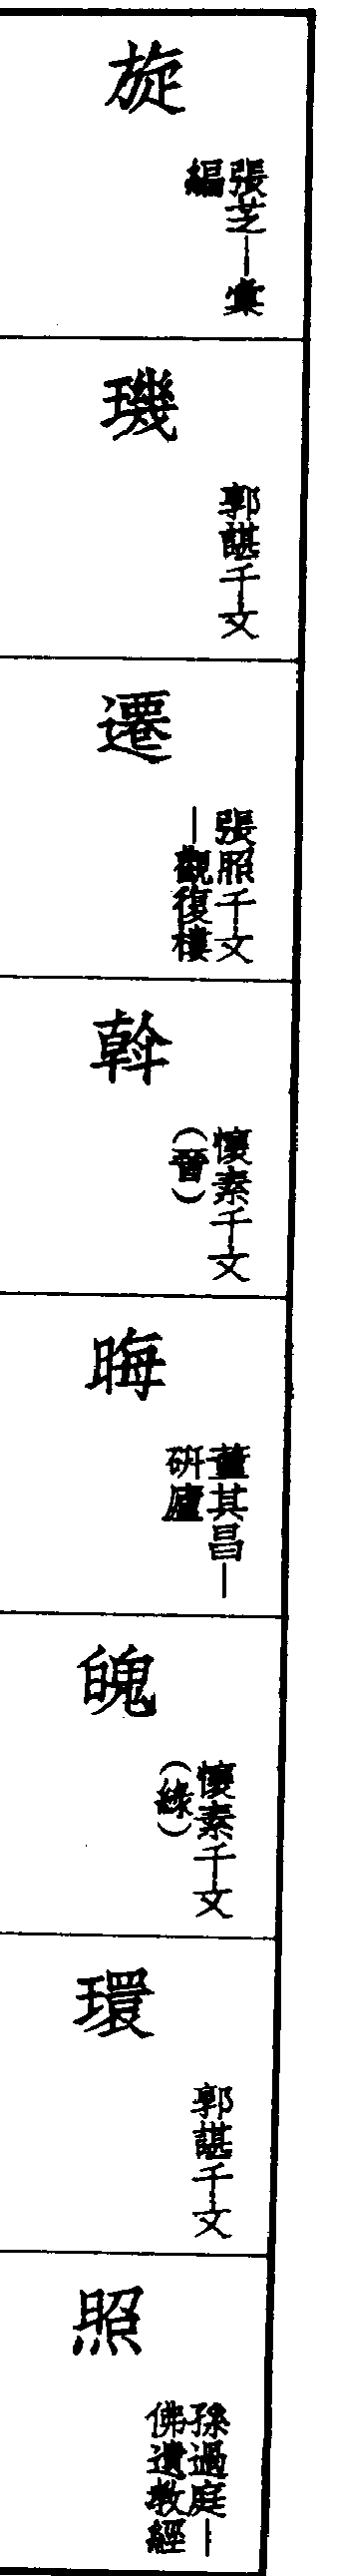 旋
張芝—彙
編
璣
郭諶千文
遷
張照千文
—觀復樓
斡
懷素千文
(晉)
晦
董其昌—
研廬
魄
懷素千文
(綠)
環
郭諶千文
照
孫過庭—
佛遺教經